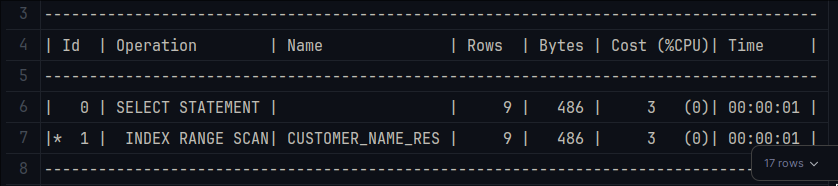 3 --------------------------------------------------------------------------------------
4 | Id  | Operation        | Name              | Rows  | Bytes | Cost (%CPU)| Time     |
5 --------------------------------------------------------------------------------------
6 |   0 | SELECT STATEMENT |                   |     9 |   486 |     3   (0)| 00:00:01 |
7 |*  1 |  INDEX RANGE SCAN| CUSTOMER_NAME_RES |     9 |   486 |     3   (0)| 00:00:01 |
8 --------------------------------------------------------------------------------------
17 rows